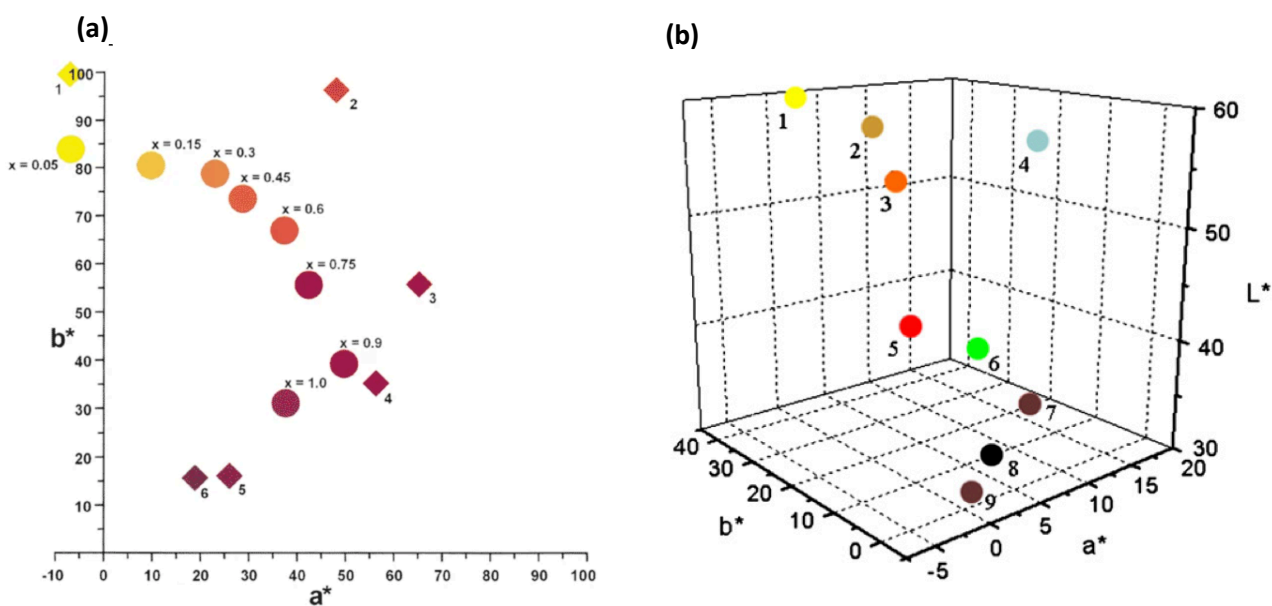 (a)
100
1
2
90
x = 0.05
x = 0.15
x = 0.3
80
x = 0.45
70
x = 0.6
60
x = 0.75
3
50
b*
40
x = 0.9
x = 1.0
4
30
20
6
5
10
-10 0 10 20 30 40 50 60 70 80 90 100
a*
(b)
60
1
2
4
3
50
L*
5
40
6
7
40
30
30
8
20
20
15
9
10
10
b*
5
a*
0
0
-5